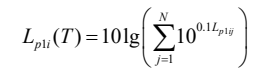 L_{p1i}(T) = 10lg(∑_{j=1}^{N} 10^{0.1L_{p1ij}})